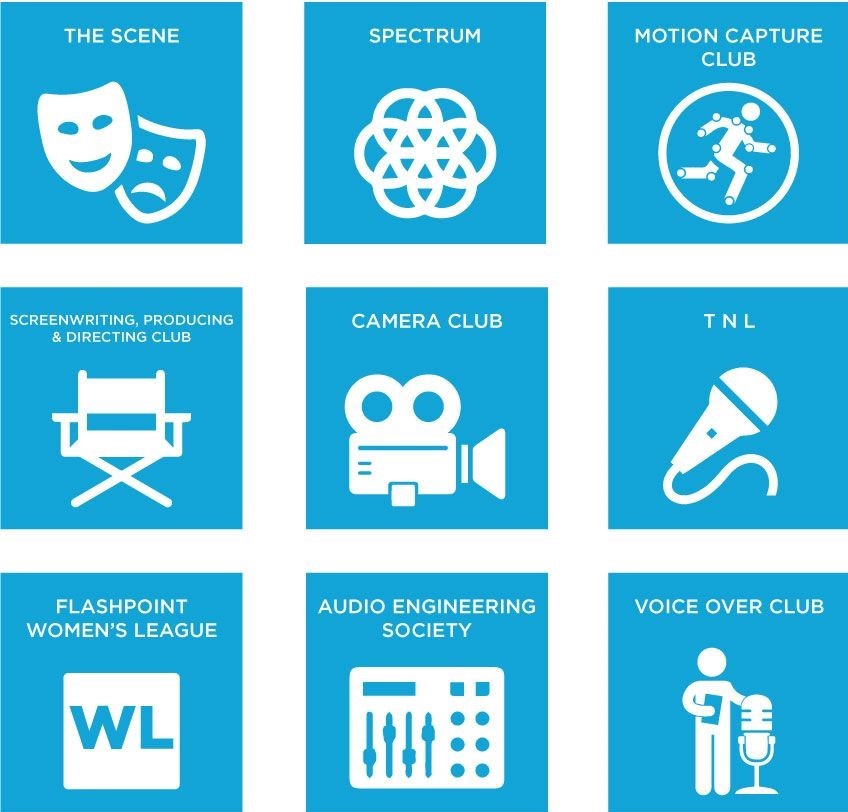 THE SCENE
SPECTRUM
MOTION CAPTURE
CLUB
SCREENWRITING, PRODUCING
& DIRECTING CLUB
CAMERA CLUB
T N L
FLASHPOINT
WOMEN'S LEAGUE
WL
AUDIO ENGINEERING
SOCIETY
VOICE OVER CLUB